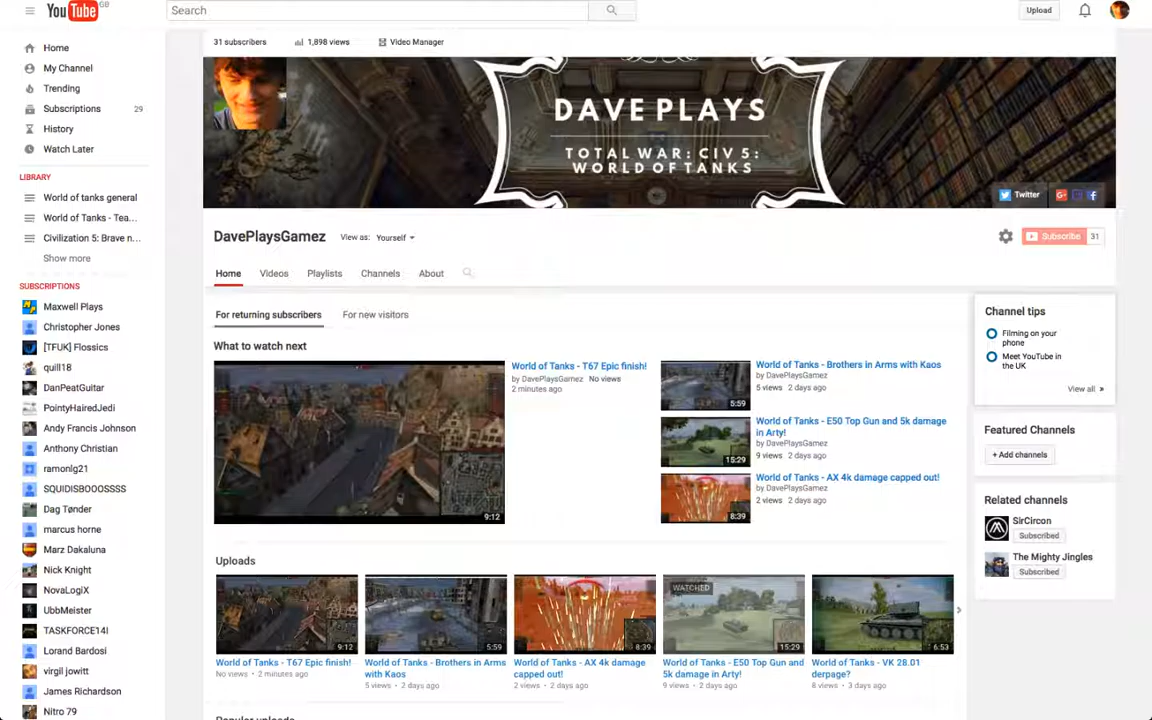 YouTube GB
Search
Upload
Home
My Channel
Trending
Subscriptions 29
History
Watch Later
LIBRARY
World of tanks general
World of Tanks - Tea...
Civilization 5: Brave n...
Show more
SUBSCRIPTIONS
Maxwell Plays
Christopher Jones
[TFUK] Flossics
quill18
DanPeatGuitar
PointyHairedJedi
Andy Francis Johnson
Anthony Christian
ramonlg21
SQUIDISBOOOSSSS
Dag Tønder
marcus horne
Marz Dakaluna
Nick Knight
NovaLogiX
UbbMeister
TASKFORCE14I
Lorand Bardosi
virgil jowitt
James Richardson
Nitro 79
31 subscribers 1,898 views Video Manager
DAVE PLAYS
TOTAL WAR: CIV 5:
WORLD OF TANKS
Twitter
DavePlaysGamez View as: Yourself
Subscribe 31
Home Videos Playlists Channels About
For returning subscribers For new visitors
What to watch next
9:12
World of Tanks - T67 Epic finish!
by DavePlaysGamez No views
2 minutes ago
5:59
World of Tanks - Brothers in Arms with Kaos
by DavePlaysGamez
5 views 2 days ago
15:29
World of Tanks - E50 Top Gun and 5k damage
in Arty!
by DavePlaysGamez
9 views 2 days ago
8:39
World of Tanks - AX 4k damage capped out!
by DavePlaysGamez
2 views 2 days ago
Uploads
9:12
World of Tanks - T67 Epic finish!
No views • 2 minutes ago
5:59
World of Tanks - Brothers in Arms
with Kaos
5 views • 2 days ago
8:39
World of Tanks - AX 4k damage
capped out!
2 views • 2 days ago
WATCHED
15:29
World of Tanks - E50 Top Gun and
5k damage in Arty!
9 views • 2 days ago
6:53
World of Tanks - VK 28.01
derpage?
8 views • 3 days ago
Popular uploads
Channel tips
Filming on your
phone
Meet YouTube in
the UK
View all »
Featured Channels
+ Add channels
Related channels
SirCircon
Subscribed
The Mighty Jingles
Subscribed